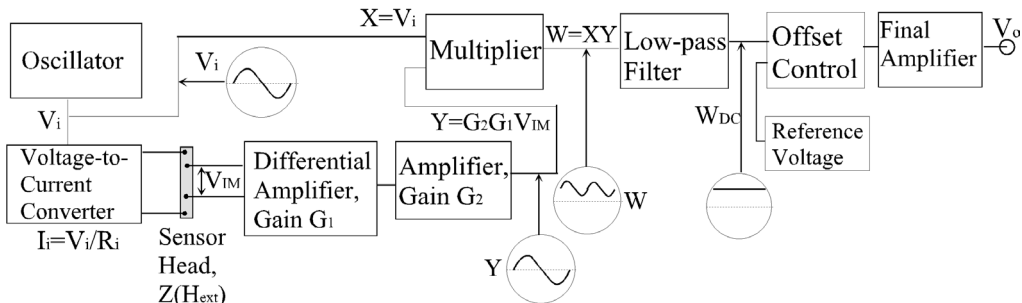 X=Vi
Oscillator
Vi
Multiplier
W=XY
Low-pass
Filter
Offset
Control
Final
Amplifier
Vo
Vi
Y=G2G1VIM
WDC
Reference
Voltage
Voltage-to-
Current
Converter
VIM
Differential
Amplifier,
Gain G1
Amplifier,
Gain G2
W
Ii=Vi/Ri
Sensor
Head,
Z(Hext)
Y